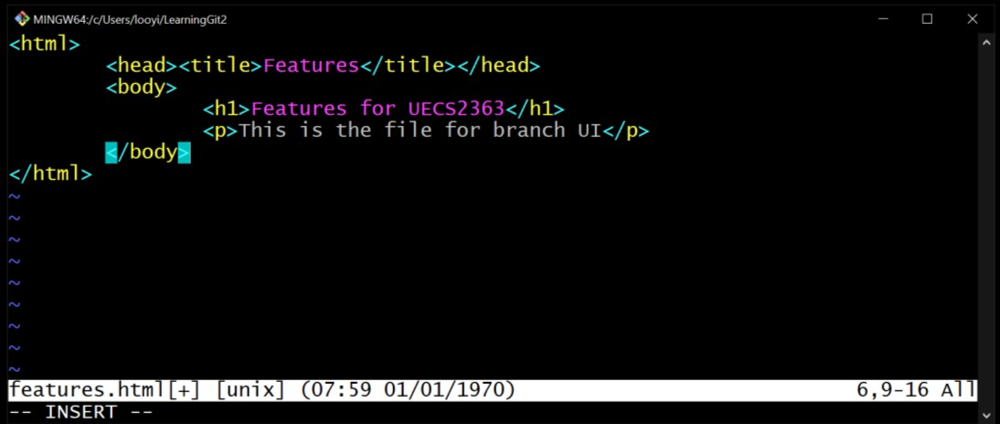 MINGW64:/c/Users/looyi/LearningGit2
<html>
        <head><title>Features</title></head>
        <body>
                <h1>Features for UECS2363</h1>
                <p>This is the file for branch UI</p>
        </body>
</html>
~
~
~
~
~
~
~
~
~
features.html[+] [unix] (07:59 01/01/1970) 6,9-16 All
-- INSERT --